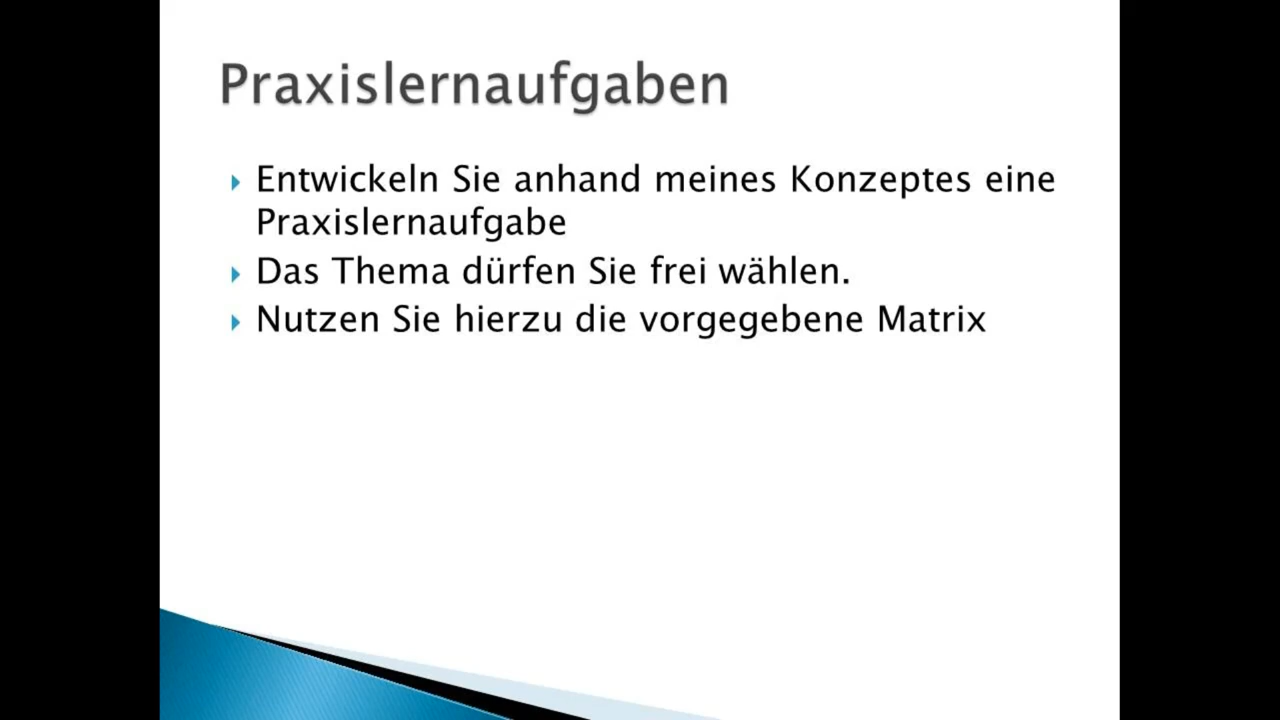 Praxislernaufgaben
Entwickeln Sie anhand meines Konzeptes eine
Praxislernaufgabe
Das Thema dürfen Sie frei wählen.
Nutzen Sie hierzu die vorgegebene Matrix